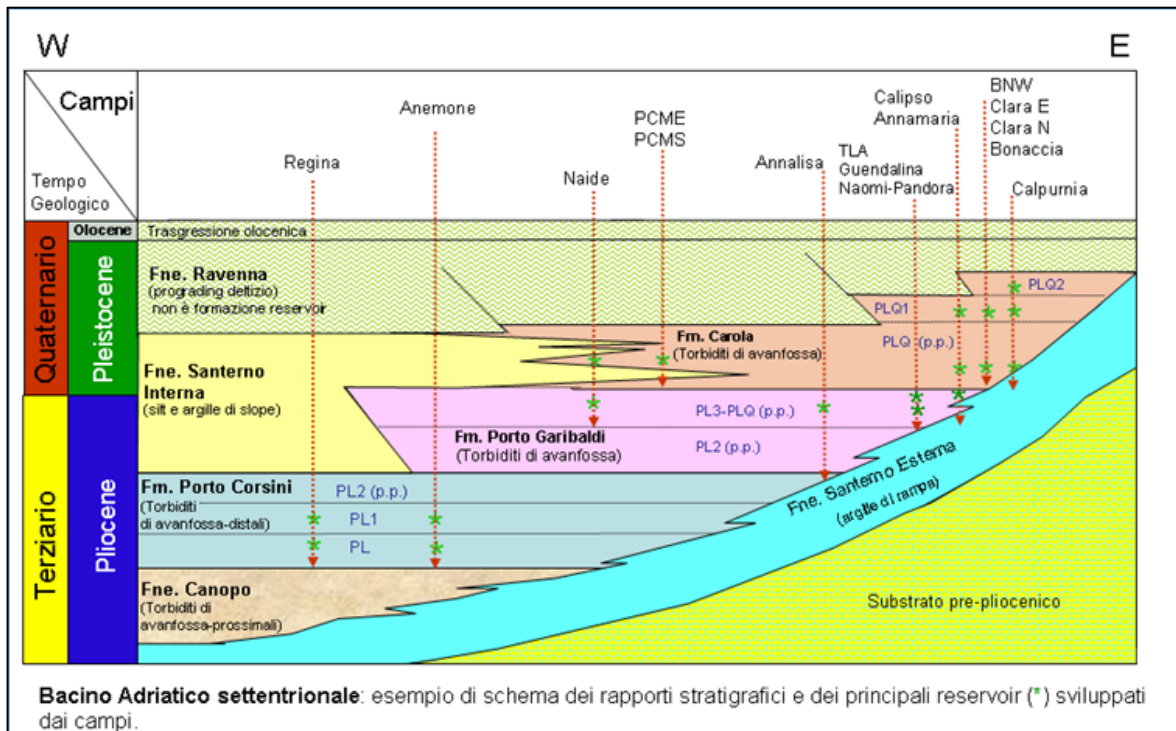 W
E
Campi
Tempo
Geologico
Regina
Anemone
Naide
PCME
PCMS
Annalisa
TLA
Guendalina
Naomi-Pandora
Calipso
Annamaria
BNW
Clara E
Clara N
Bonaccia
Calpurnia
Quaternario
Olocene
Pleistocene
Terziario
Pliocene
Trasgressione olocenica
Fne. Ravenna
(prograding deltizio)
non è formazione reservoir
PLQ2
PLQ1
Fm. Carola
(Torbiditi di avanfossa)
PLQ (p.p.)
Fne. Santerno
Interna
(silt e argille di slope)
PL3-PLQ (p.p.)
Fm. Porto Garibaldi
(Torbiditi di avanfossa)
PL2 (p.p.)
Fm. Porto Corsini
(Torbiditi
di avanfossa-distali)
PL2 (p.p.)
PL1
PL
Fne. Santerno Esterna
(argille di rampa)
Fne. Canopo
(Torbiditi di
avanfossa-prossimali)
Substrato pre-pliocenico
Bacino Adriatico settentrionale: esempio di schema dei rapporti stratigrafici e dei principali reservoir (*) sviluppati
dai campi.